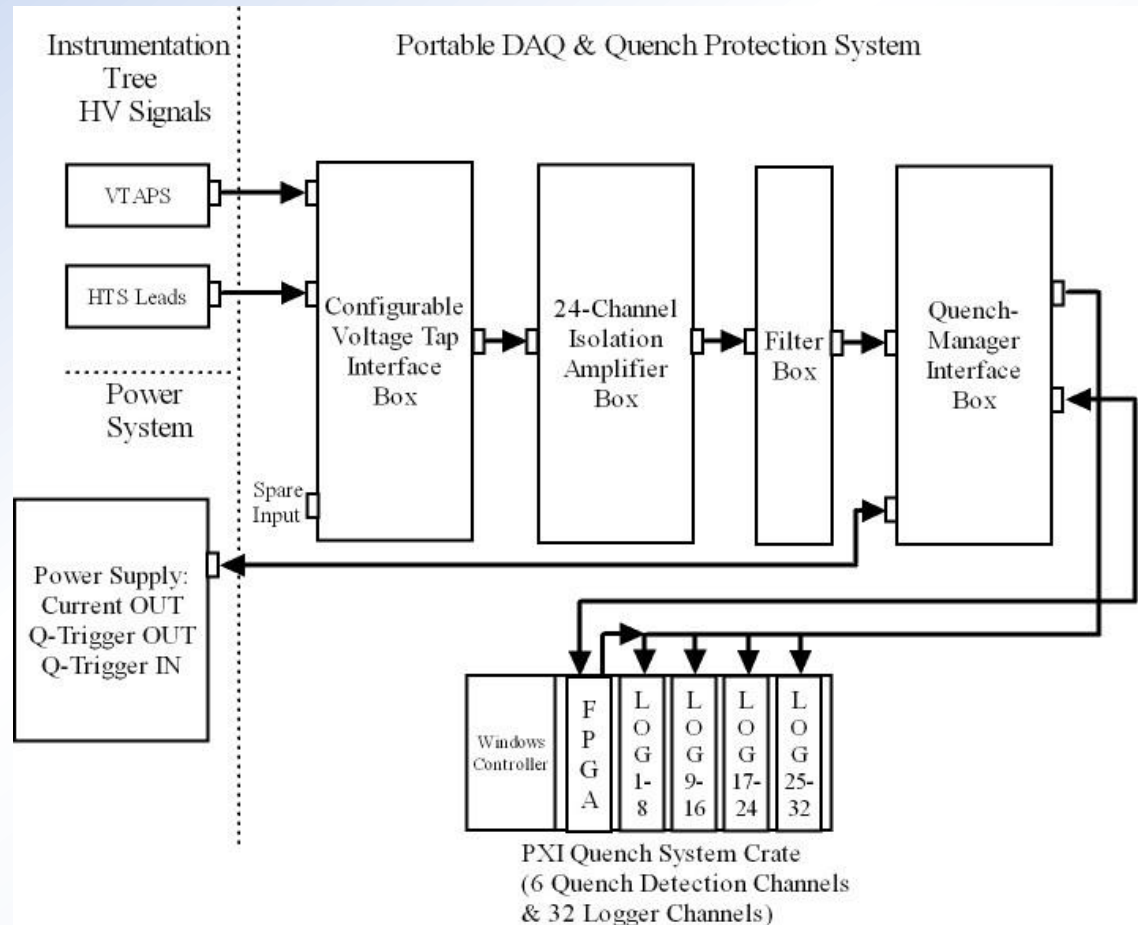 Instrumentation
Tree
HV Signals
Portable DAQ & Quench Protection System
VTAPS
HTS Leads
Configurable
Voltage Tap
Interface
Box
24-Channel
Isolation
Amplifier
Box
Filter
Box
Quench-
Manager
Interface
Box
Power
System
Spare
Input
Power Supply:
Current OUT
Q-Trigger OUT
Q-Trigger IN
Windows
Controller
F
P
G
A
L
O
G
1-
8
L
O
G
9-
16
L
O
G
17-
24
L
O
G
25-
32
PXI Quench System Crate
(6 Quench Detection Channels
& 32 Logger Channels)